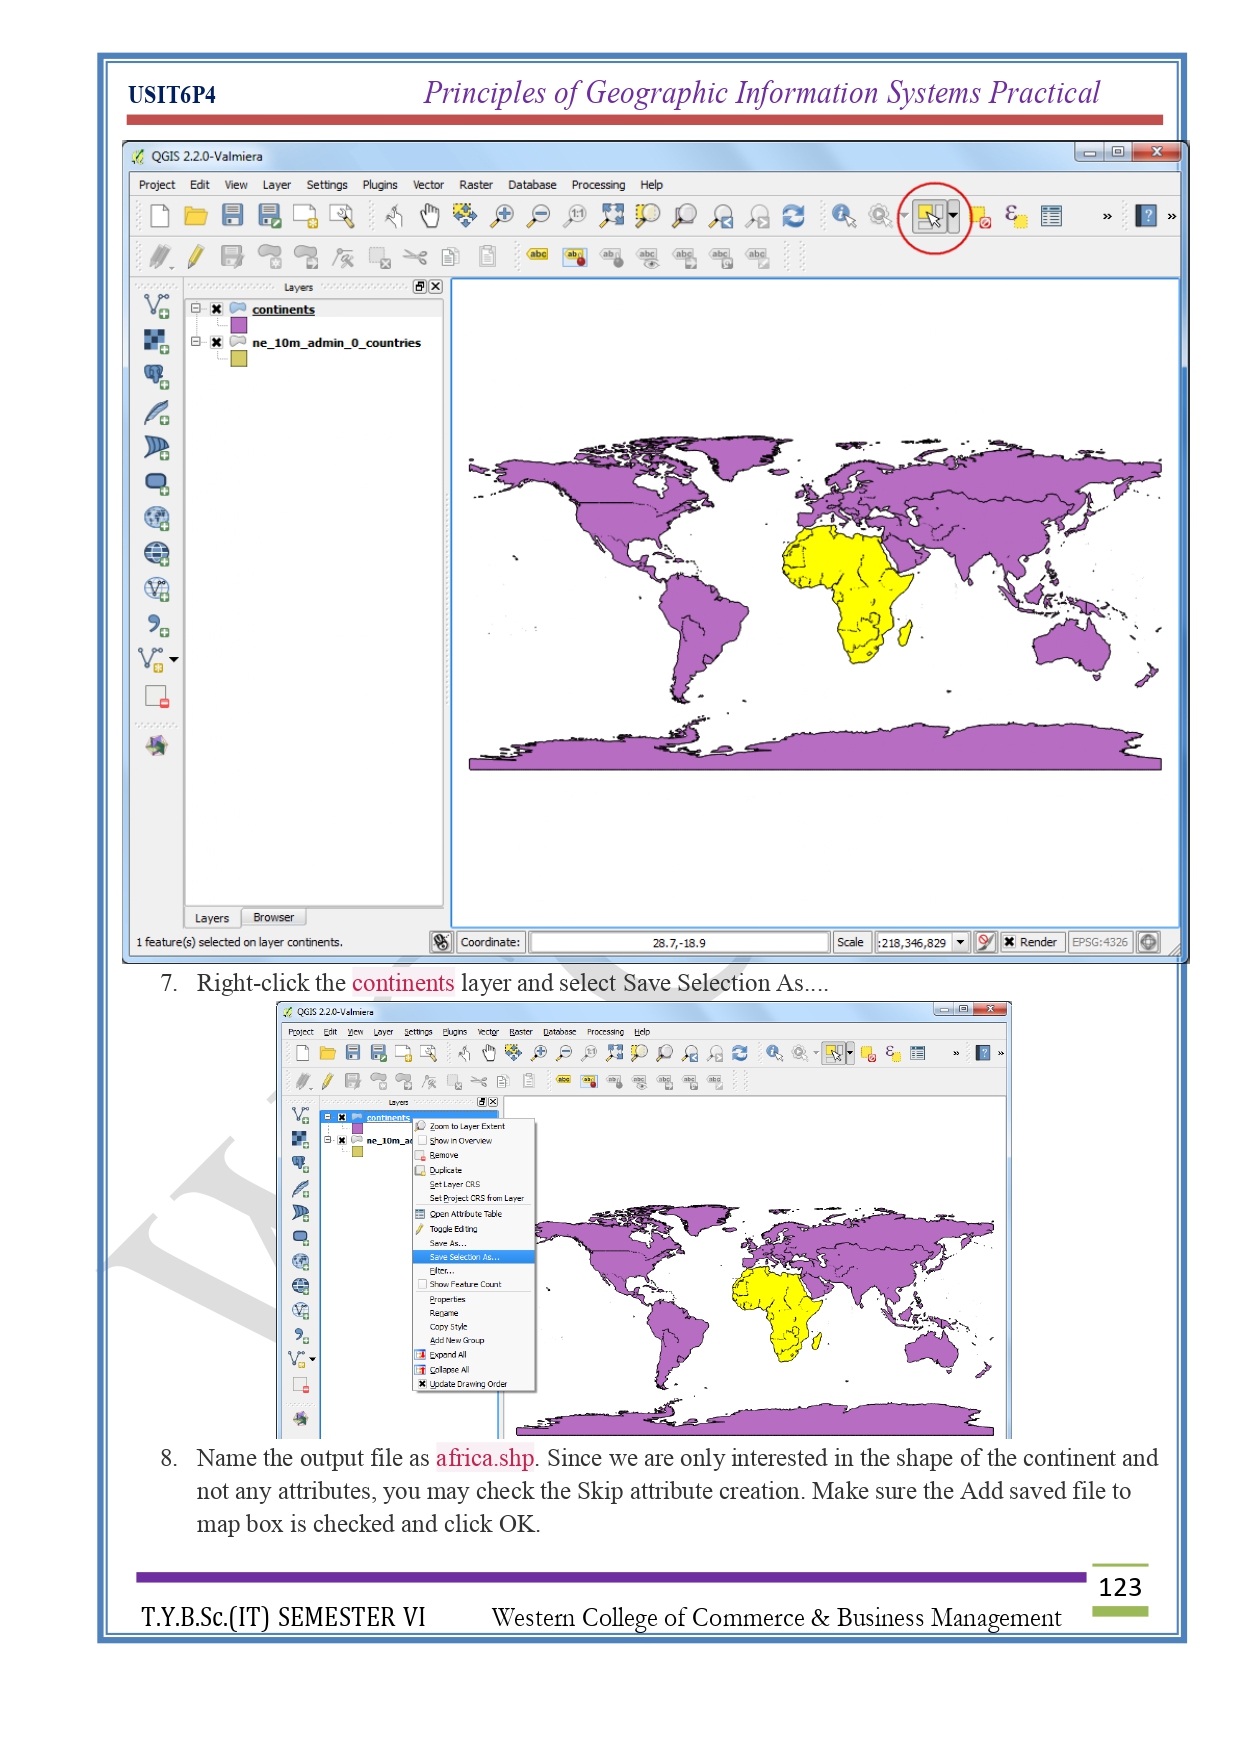 USIT6P4 Principles of Geographic Information Systems Practical
QGIS 2.2.0-Valmiera
Project Edit View Layer Settings Plugins Vector Raster Database Processing Help
Layers
continents
ne_10m_admin_0_countries
Layers Browser
1 feature(s) selected on layer continents. Coordinate: 28.7,-18.9 Scale :218,346,829 Render EPSG:4326
7. Right-click the continents layer and select Save Selection As....
QGIS 2.2.0-Valmiera
Project Edit View Layer Settings Plugins Vector Raster Database Processing Help
Layers
continents
ne_10m_ad
Zoom to Layer Extent
Show in Overview
Remove
Duplicate
Set Layer CRS
Set Project CRS from Layer
Open Attribute Table
Toggle Editing
Save As...
Save Selection As...
Filter...
Show Feature Count
Properties
Rename
Copy Style
Add New Group
Expand All
Collapse All
Update Drawing Order
8. Name the output file as africa.shp. Since we are only interested in the shape of the continent and
not any attributes, you may check the Skip attribute creation. Make sure the Add saved file to
map box is checked and click OK.
123
T.Y.B.Sc.(IT) SEMESTER VI Western College of Commerce & Business Management